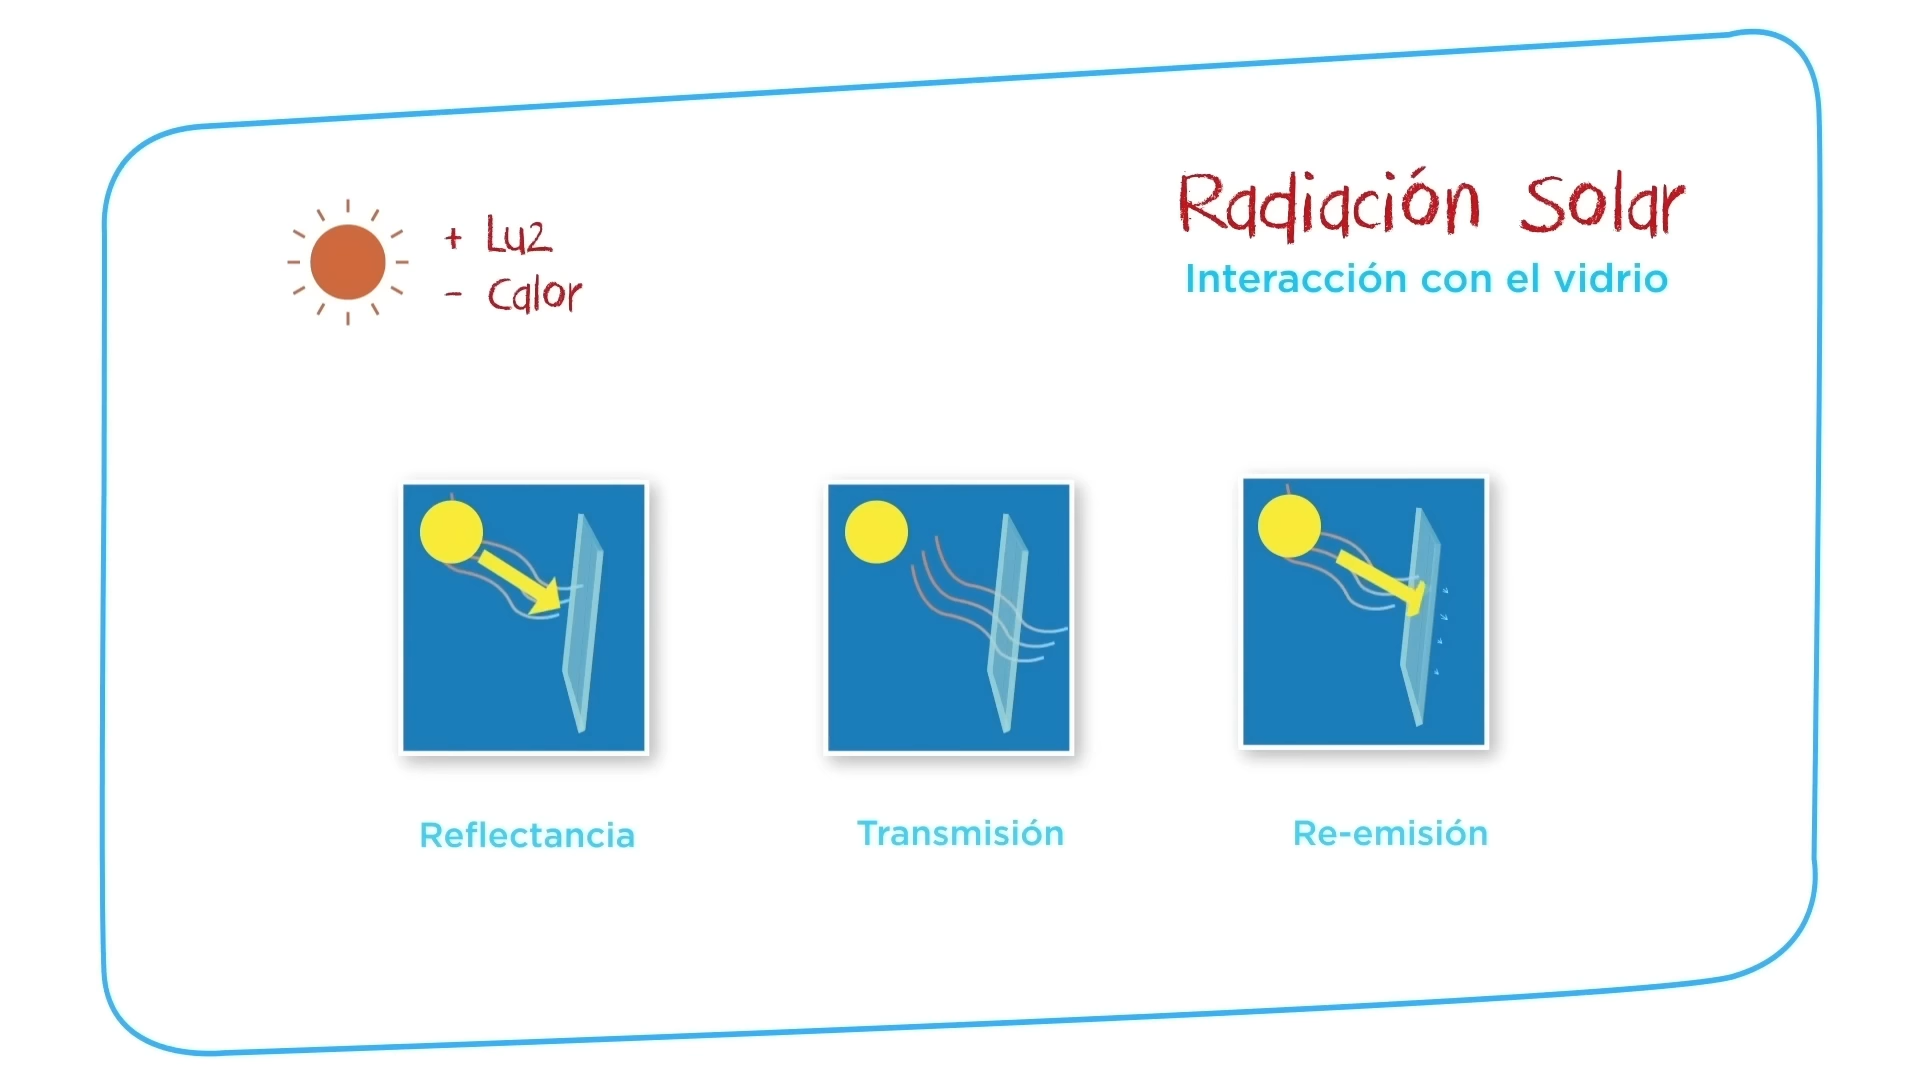 + Luz
- Calor
Radiación Solar
Interacción con el vidrio
Reflectancia
Transmisión
Re-emisión